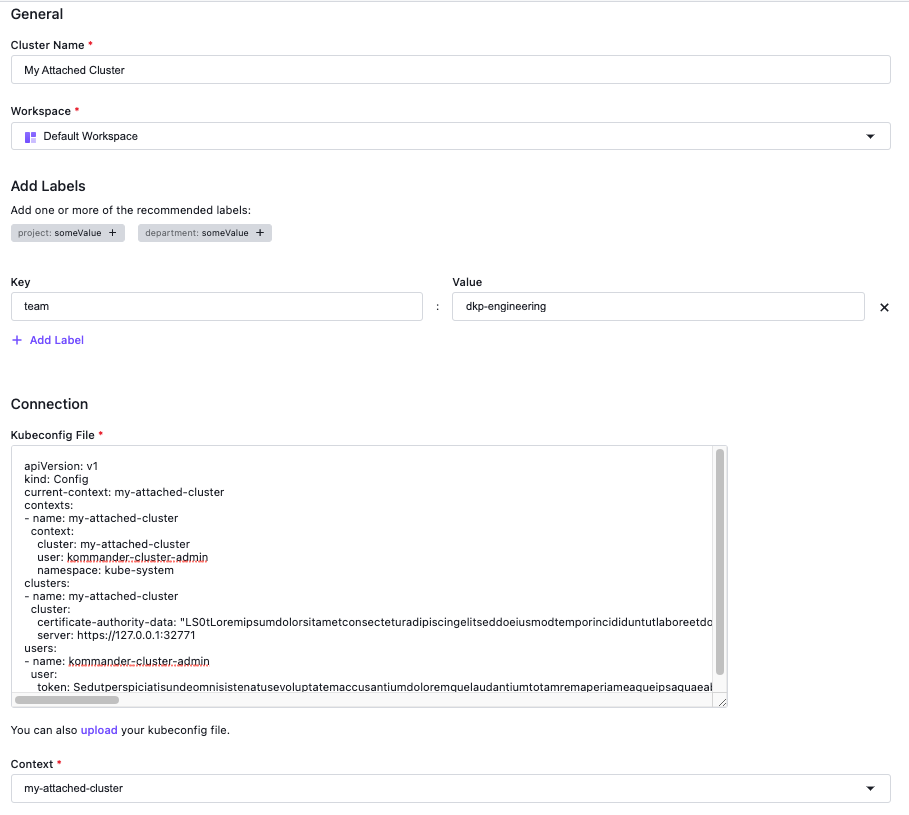 General
Cluster Name *
My Attached Cluster
Workspace *
Default Workspace
Add Labels
Add one or more of the recommended labels:
project: someValue + department: someValue +
Key Value
team : dkp-engineering ×
+ Add Label
Connection
Kubeconfig File *
apiVersion: v1
kind: Config
current-context: my-attached-cluster
contexts:
- name: my-attached-cluster
context:
cluster: my-attached-cluster
user: kommander-cluster-admin
namespace: kube-system
clusters:
- name: my-attached-cluster
cluster:
certificate-authority-data: "LS0tLoremipsumdolorsitametconsecteturadipiscingelitseddoeiusmodtemporincididuntutlaboreetdo
server: https://127.0.0.1:32771
users:
- name: kommander-cluster-admin
user:
token: Sedutperspiciatisundeomnisistenatusevoluptatemaccusantiumdoloremquelaudantiumtotamremaperiameaqueipsaquaeab
You can also upload your kubeconfig file.
Context *
my-attached-cluster